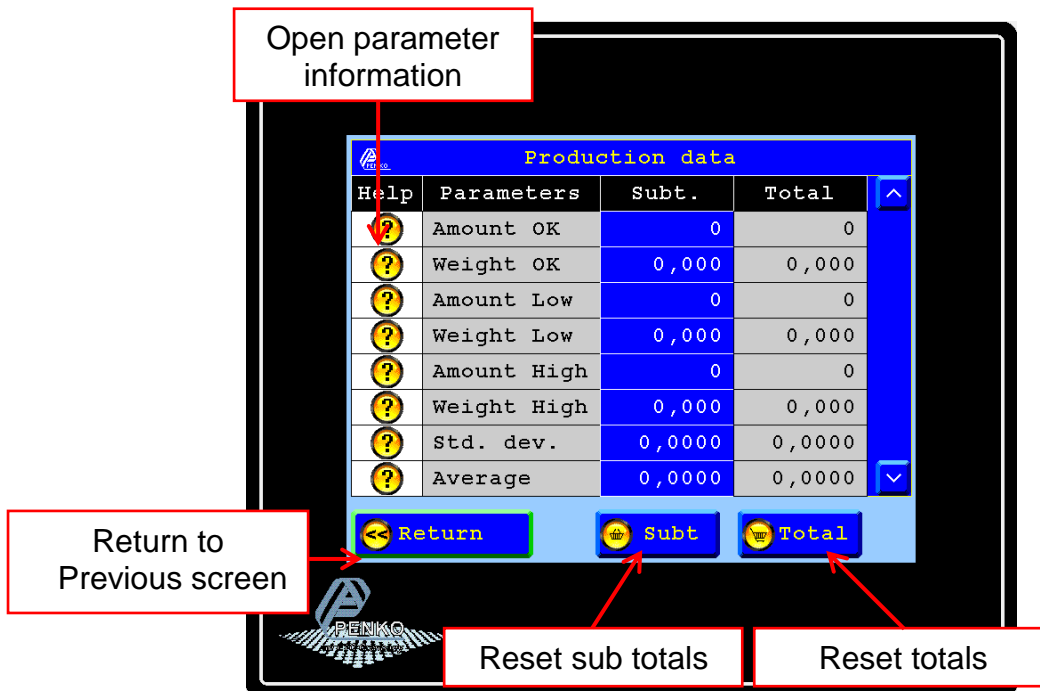 Open parameter
information
PENKO
Production data
Help Parameters Subt. Total
? Amount OK 0 0
? Weight OK 0,000 0,000
? Amount Low 0 0
? Weight Low 0,000 0,000
? Amount High 0 0
? Weight High 0,000 0,000
? Std. dev. 0,0000 0,0000
? Average 0,0000 0,0000
<< Return Subt Total
Return to
Previous screen
PENKO
Reset sub totals Reset totals